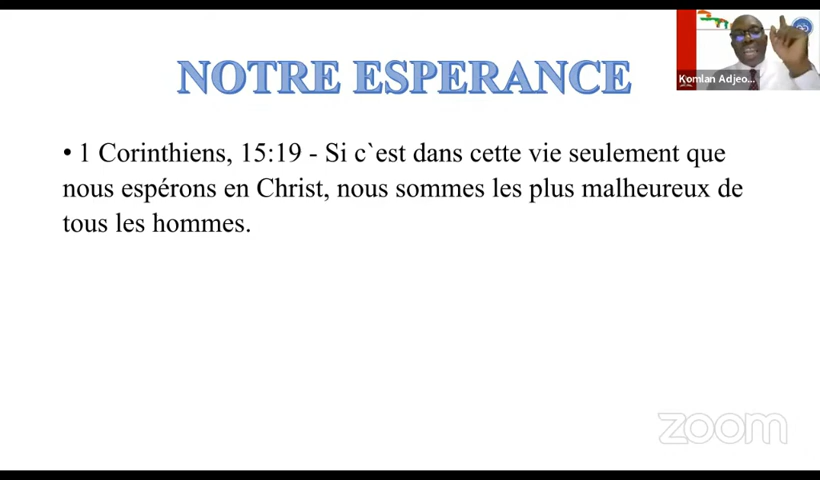 NOTRE ESPERANCE
Komlan Adjeo...
• 1 Corinthiens, 15:19 - Si c`est dans cette vie seulement que
nous espérons en Christ, nous sommes les plus malheureux de
tous les hommes.
zoom